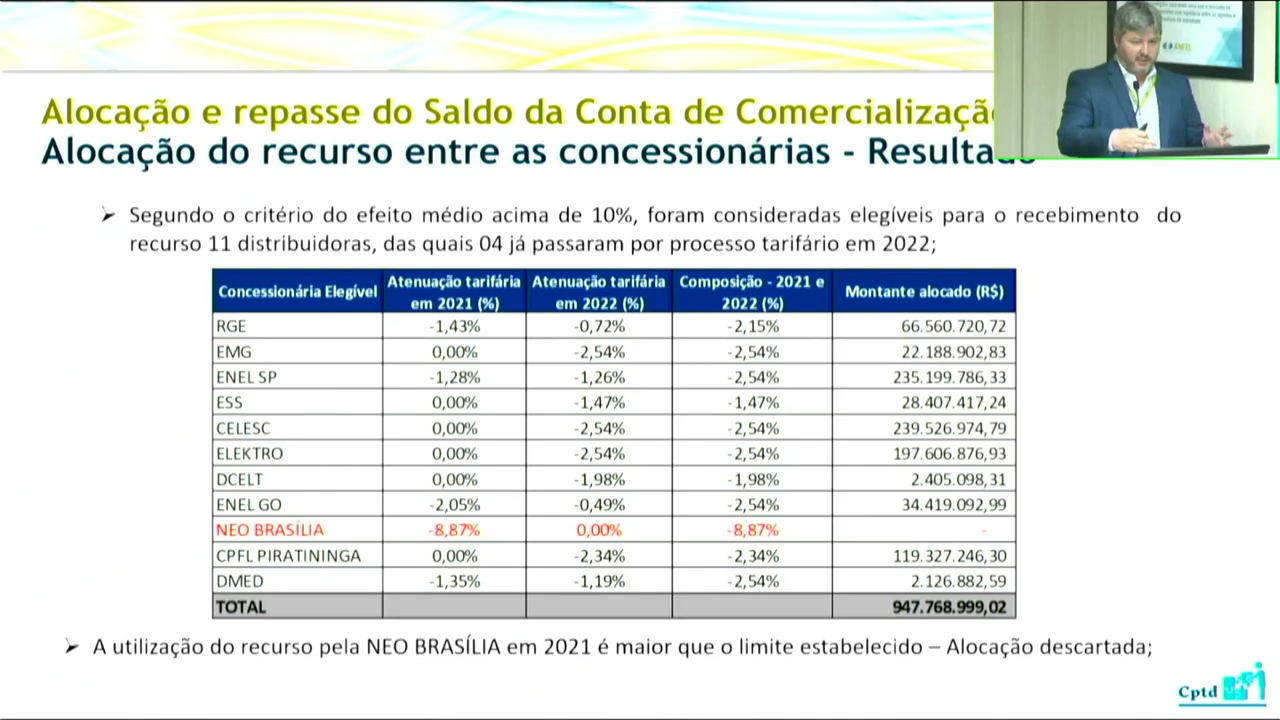 Alocação e repasse do Saldo da Conta de Comercialização
Alocação do recurso entre as concessionárias - Resultado
➤ Segundo o critério do efeito médio acima de 10%, foram consideradas elegíveis para o recebimento do
recurso 11 distribuidoras, das quais 04 já passaram por processo tarifário em 2022;
Concessionária Elegível Atenuação tarifária em 2021 (%) Atenuação tarifária em 2022 (%) Composição - 2021 e 2022 (%) Montante alocado (R$)
RGE -1,43% -0,72% -2,15% 66.560.720,72
EMG 0,00% -2,54% -2,54% 22.188.902,83
ENEL SP -1,28% -1,26% -2,54% 235.199.786,33
ESS 0,00% -1,47% -1,47% 28.407.417,24
CELESC 0,00% -2,54% -2,54% 239.526.974,79
ELEKTRO 0,00% -2,54% -2,54% 197.606.876,93
DCELT 0,00% -1,98% -1,98% 2.405.098,31
ENEL GO -2,05% -0,49% -2,54% 34.419.092,99
NEO BRASÍLIA -8,87% 0,00% -8,87% -
CPFL PIRATININGA 0,00% -2,34% -2,34% 119.327.246,30
DMED -1,35% -1,19% -2,54% 2.126.882,59
TOTAL 947.768.999,02
➤ A utilização do recurso pela NEO BRASÍLIA em 2021 é maior que o limite estabelecido – Alocação descartada;
Cptd